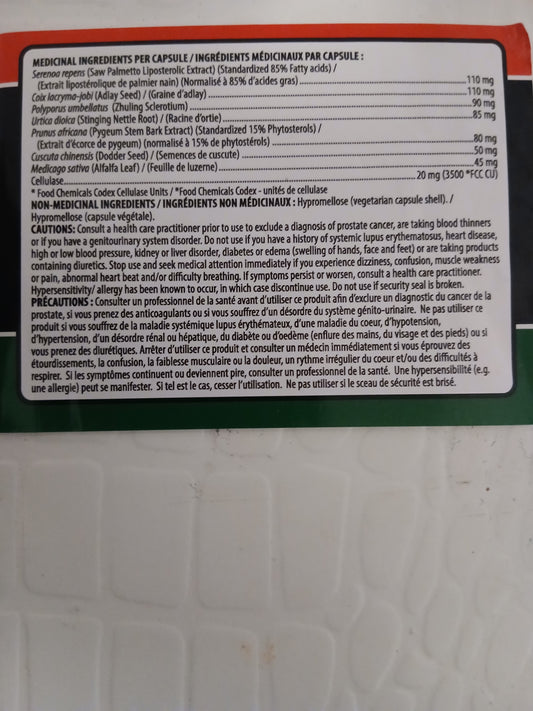 MEDICINAL INGREDIENTS PER CAPSULE / INGRÉDIENTS MÉDICINAUX PAR CAPSULE :
Serenoa repens (Saw Palmetto Liposterolic Extract) (Standardized 85% Fatty acids) /
(Extrait lipostérolique de palmier nain) (Normalisé à 85% d'acides gras) 110 mg
Coix lacryma-jobi (Adlay Seed) / (Graine d'adlay) 110 mg
Polyporus umbellatus (Zhuling Sclerotium) 90 mg
Urtica dioica (Stinging Nettle Root) / (Racine d'ortie) 85 mg
Prunus africana (Pygeum Stem Bark Extract) (Standardized 15% Phytosterols) /
(Extrait d'écorce de pygeum) (normalisé à 15% de phytosterols) 80 mg
Cuscuta chinensis (Dodder Seed) / (Semences de cuscute) 50 mg
Medicago sativa (Alfalfa Leaf) / (Feuille de luzerne) 45 mg
Cellulase 20 mg (3500 *FCC CU)
* Food Chemicals Codex Cellulase Units / *Food Chemicals Codex - unités de cellulase
NON-MEDICINAL INGREDIENTS / INGRÉDIENTS NON MÉDICINAUX : Hypromellose (vegetarian capsule shell). /
Hypromellose (capsule végétale).
CAUTIONS: Consult a health care practitioner prior to use to exclude a diagnosis of prostate cancer, are taking blood thinners
or if you have a genitourinary system disorder. Do not use if you have a history of systemic lupus erythematosus, heart disease,
high or low blood pressure, kidney or liver disorder, diabetes or edema (swelling of hands, face and feet) or are taking products
containing diuretics. Stop use and seek medical attention immediately if you experience dizziness, confusion, muscle weakness
or pain, abnormal heart beat and/or difficulty breathing. If symptoms persist or worsen, consult a health care practitioner.
Hypersensitivity/ allergy has been known to occur, in which case discontinue use. Do not use if security seal is broken.
PRÉCAUTIONS : Consulter un professionnel de la santé avant d'utiliser ce produit afin d'exclure un diagnostic du cancer de la
prostate, si vous prenez des anticoagulants ou si vous souffrez d'un désordre du système génito-urinaire. Ne pas utiliser ce
produit si vous souffrez de la maladie systémique lupus érythémateux, d'une maladie du coeur, d'hypotension,
d'hypertension, d'un désordre rénal ou hépatique, du diabète ou d'oedème (enflure des mains, du visage et des pieds) ou si
vous prenez des diurétiques. Arrêter d'utiliser ce produit et consulter un médecin immédiatement si vous éprouvez des
étourdissements, la confusion, la faiblesse musculaire ou la douleur, un rythme irrégulier du coeur et/ou des difficultés à
respirer. Si les symptômes continuent ou deviennent pire, consulter un professionnel de la santé. Une hypersensibilité (e.g.
une allergie) peut se manifester. Si tel est le cas, cesser l'utilisation. Ne pas utiliser si le sceau de sécurité est brisé.